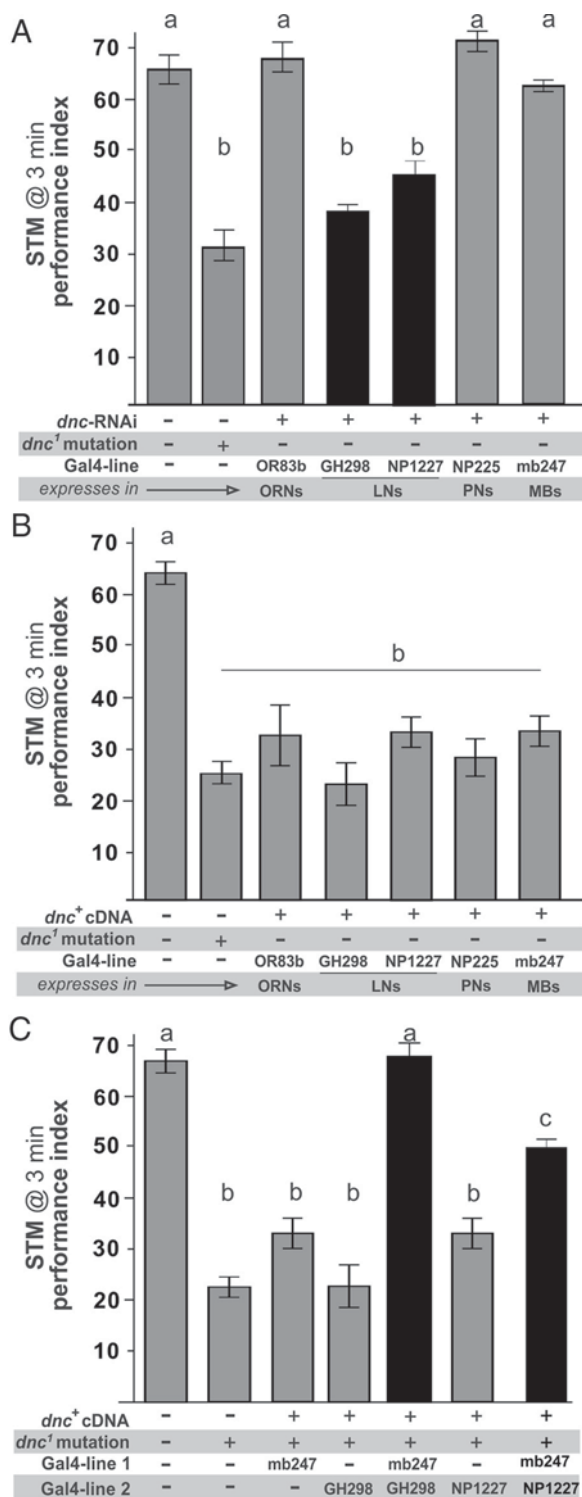 A
a a a a
b b b
70
60
50
40
30
20
10
STM @ 3 min
performance index
dnc-RNAi – – + + + + +
dnc¹ mutation – + – – – – –
Gal4-line – – OR83b GH298 NP1227 NP225 mb247
expresses in ORNs LNs PNs MBs
B
a
b
70
60
50
40
30
20
10
STM @ 3 min
performance index
dnc⁺ cDNA – – + + + + +
dnc¹ mutation – + – – – – –
Gal4-line – – OR83b GH298 NP1227 NP225 mb247
expresses in ORNs LNs PNs MBs
C
a a
c
b b b b
70
60
50
40
30
20
10
STM @ 3 min
performance index
dnc⁺ cDNA – – + + + + +
dnc¹ mutation – + + + + + +
Gal4-line 1 – – mb247 – mb247 – mb247
Gal4-line 2 – – – GH298 GH298 NP1227 NP1227